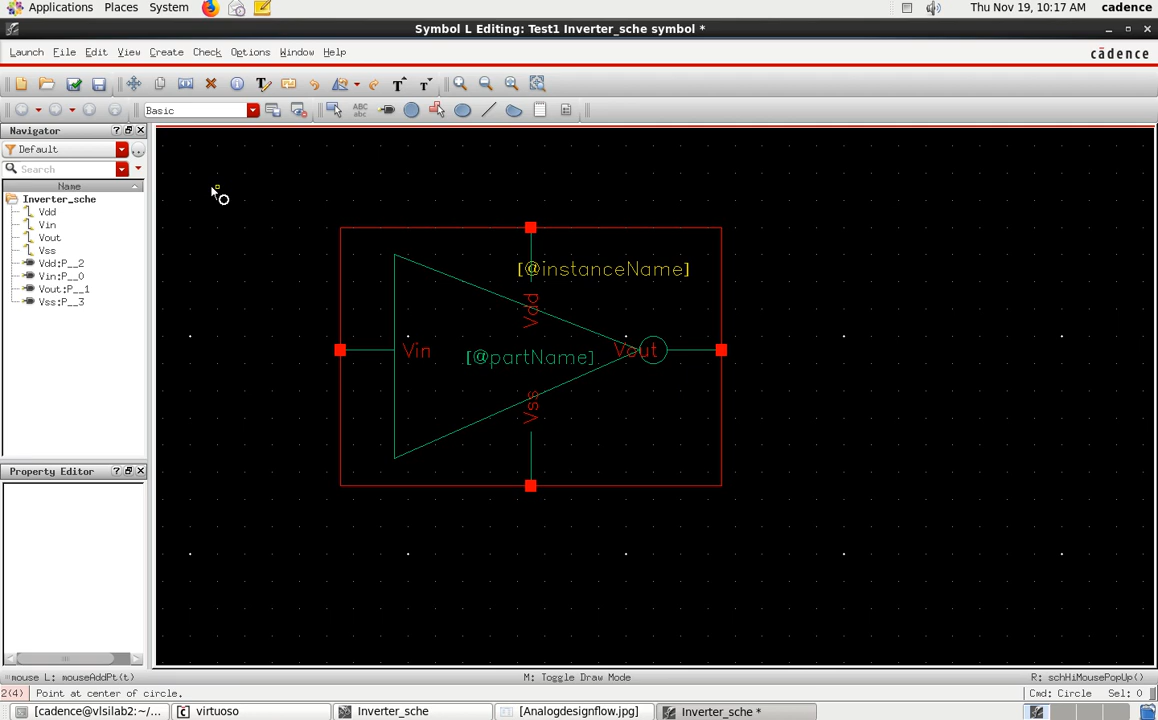 Applications Places System Thu Nov 19, 10:17 AM cadence
Symbol L Editing: Test1 Inverter_sche symbol *
Launch File Edit View Create Check Options Window Help cādence
Basic ABC abc
Navigator
Default
Search
Name
Inverter_sche
Vdd
Vin
Vout
Vss
Vdd:P__2
Vin:P__0
Vout:P__1
Vss:P__3
[@instanceName]
Vdd
Vin [@partName] Vout
Vss
Property Editor
mouse L: mouseAddPt(t) M: Toggle Draw Mode R: schHiMousePopUp()
2(4) Point at center of circle. Cmd: Circle Sel: 0
[cadence@vlsilab2:~/... virtuoso Inverter_sche [Analogdesignflow.jpg] Inverter_sche *